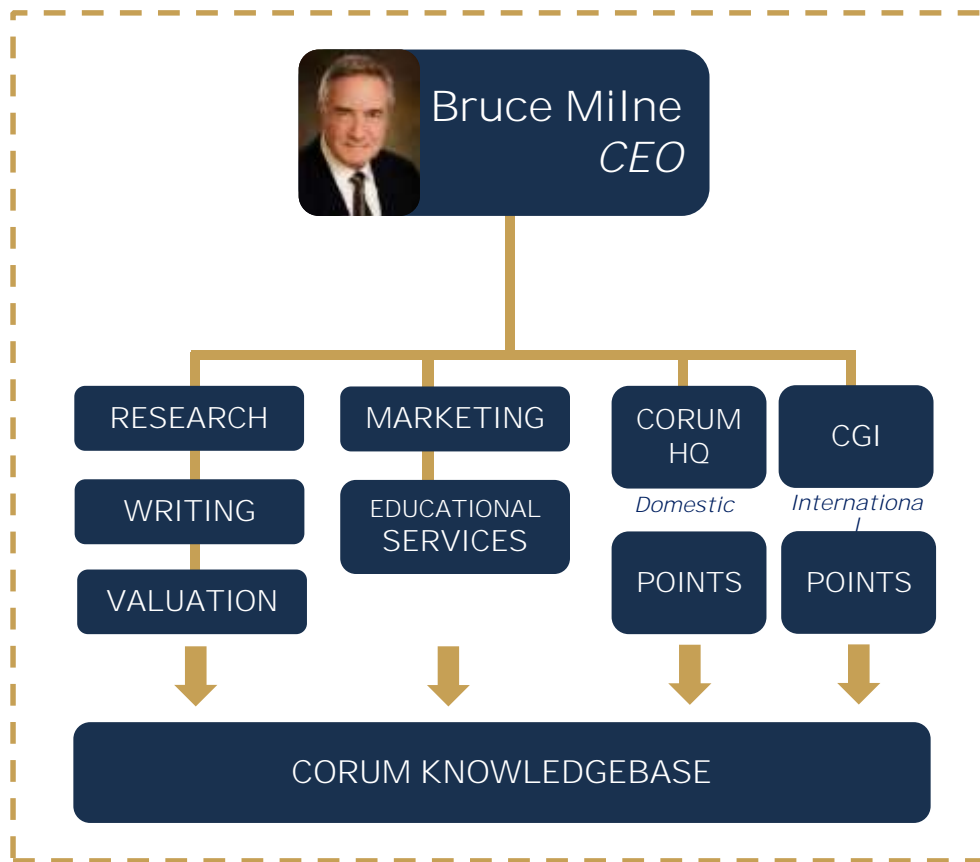 Bruce Milne
CEO
RESEARCH
MARKETING
CORUM
HQ
CGI
Domestic
Internationa
l
WRITING
EDUCATIONAL
SERVICES
POINTS
POINTS
VALUATION
CORUM KNOWLEDGEBASE